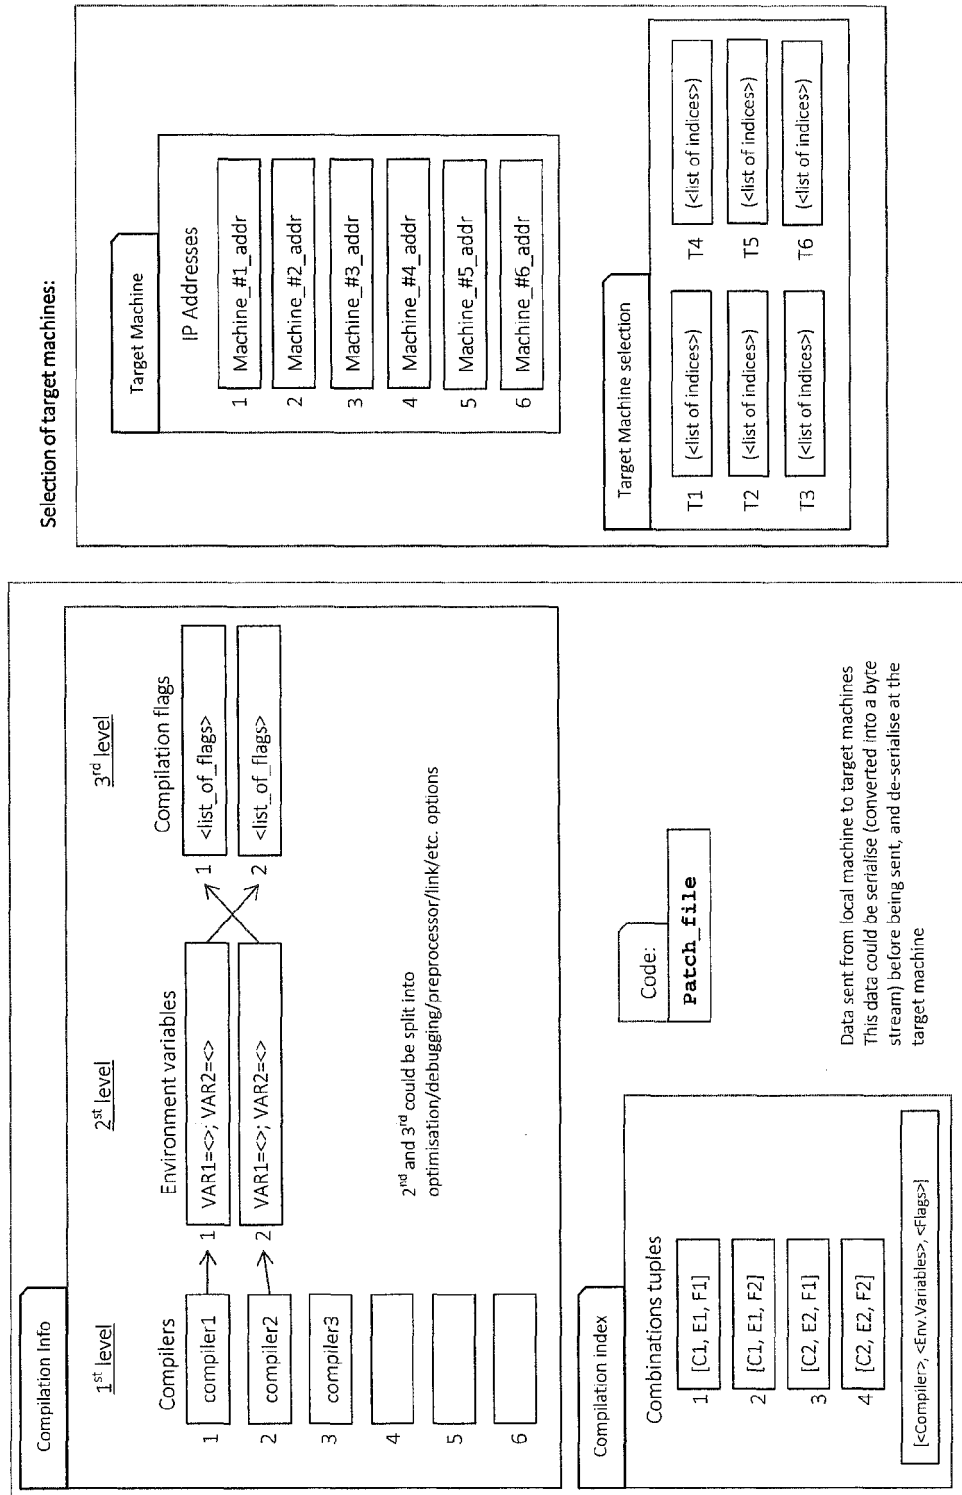 Compilation Info
1st level
2st level
3rd level
Compilers
Environment variables
Compilation flags
1 compiler1
1 VAR1=<>; VAR2=<>
1 <list_of_flags>
2 compiler2
2 VAR1=<>; VAR2=<>
2 <list_of_flags>
3 compiler3
4
5
6
2nd and 3rd could be split into
optimisation/debugging/preprocessor/link/etc. options
Compilation index
Combinations tuples
1 [C1, E1, F1]
2 [C1, E1, F2]
3 [C2, E2, F1]
4 [C2, E2, F2]
[<Compiler>, <Env.Variables>, <Flags>]
Code:
Patch_file
Data sent from local machine to target machines
This data could be serialise (converted into a byte
stream) before being sent, and de-serialise at the
target machine
Selection of target machines:
Target Machine
IP Addresses
1 Machine_#1_addr
2 Machine_#2_addr
3 Machine_#3_addr
4 Machine_#4_addr
5 Machine_#5_addr
6 Machine_#6_addr
Target Machine selection
T1 (<list of indices>)
T4 (<list of indices>)
T2 (<list of indices>)
T5 (<list of indices>)
T3 (<list of indices>)
T6 (<list of indices>)